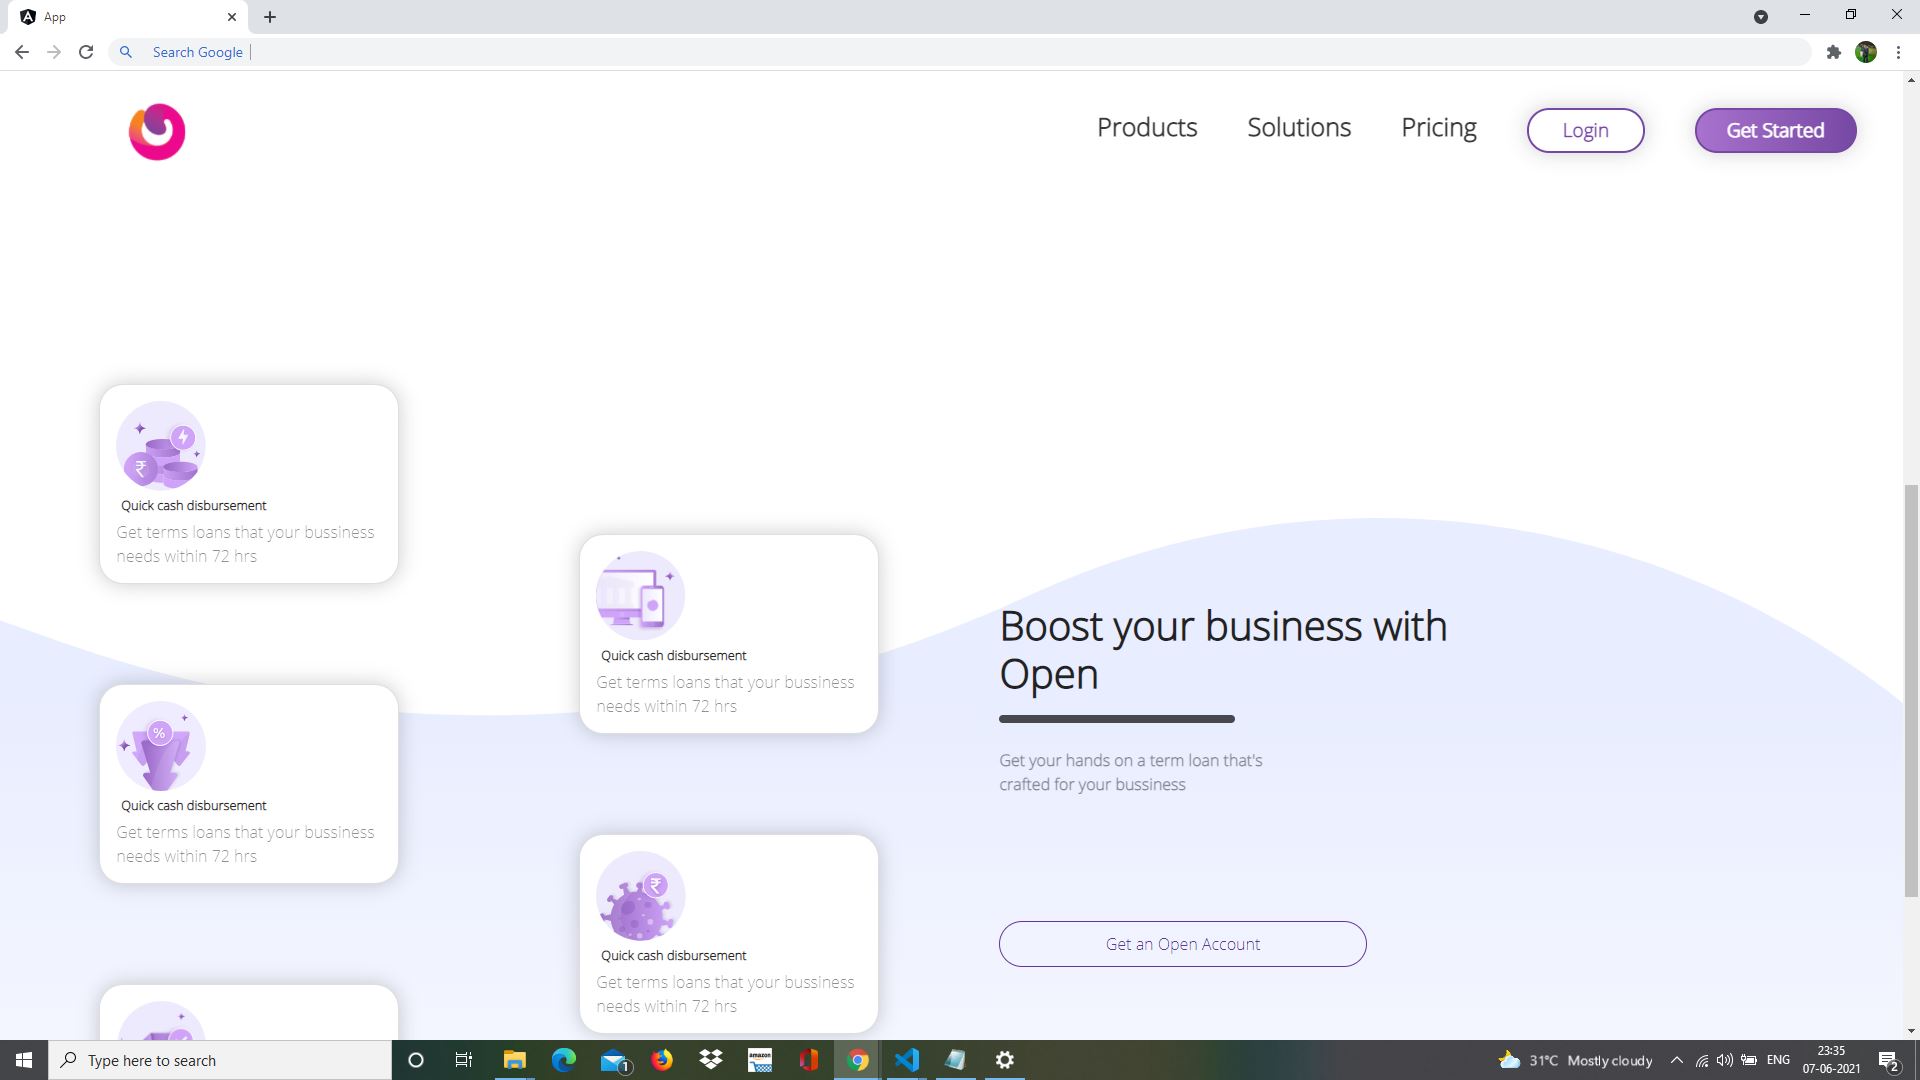 App
Search Google
Products
Solutions
Pricing
Login
Get Started
₹
Quick cash disbursement
Get terms loans that your bussiness
needs within 72 hrs
Quick cash disbursement
Get terms loans that your bussiness
needs within 72 hrs
Boost your business with
Open
Get your hands on a term loan that's
crafted for your bussiness
%
Quick cash disbursement
Get terms loans that your bussiness
needs within 72 hrs
₹
Quick cash disbursement
Get terms loans that your bussiness
needs within 72 hrs
Get an Open Account
Type here to search
1
amazon
31°C Mostly cloudy
ENG
23:35
07-06-2021
2